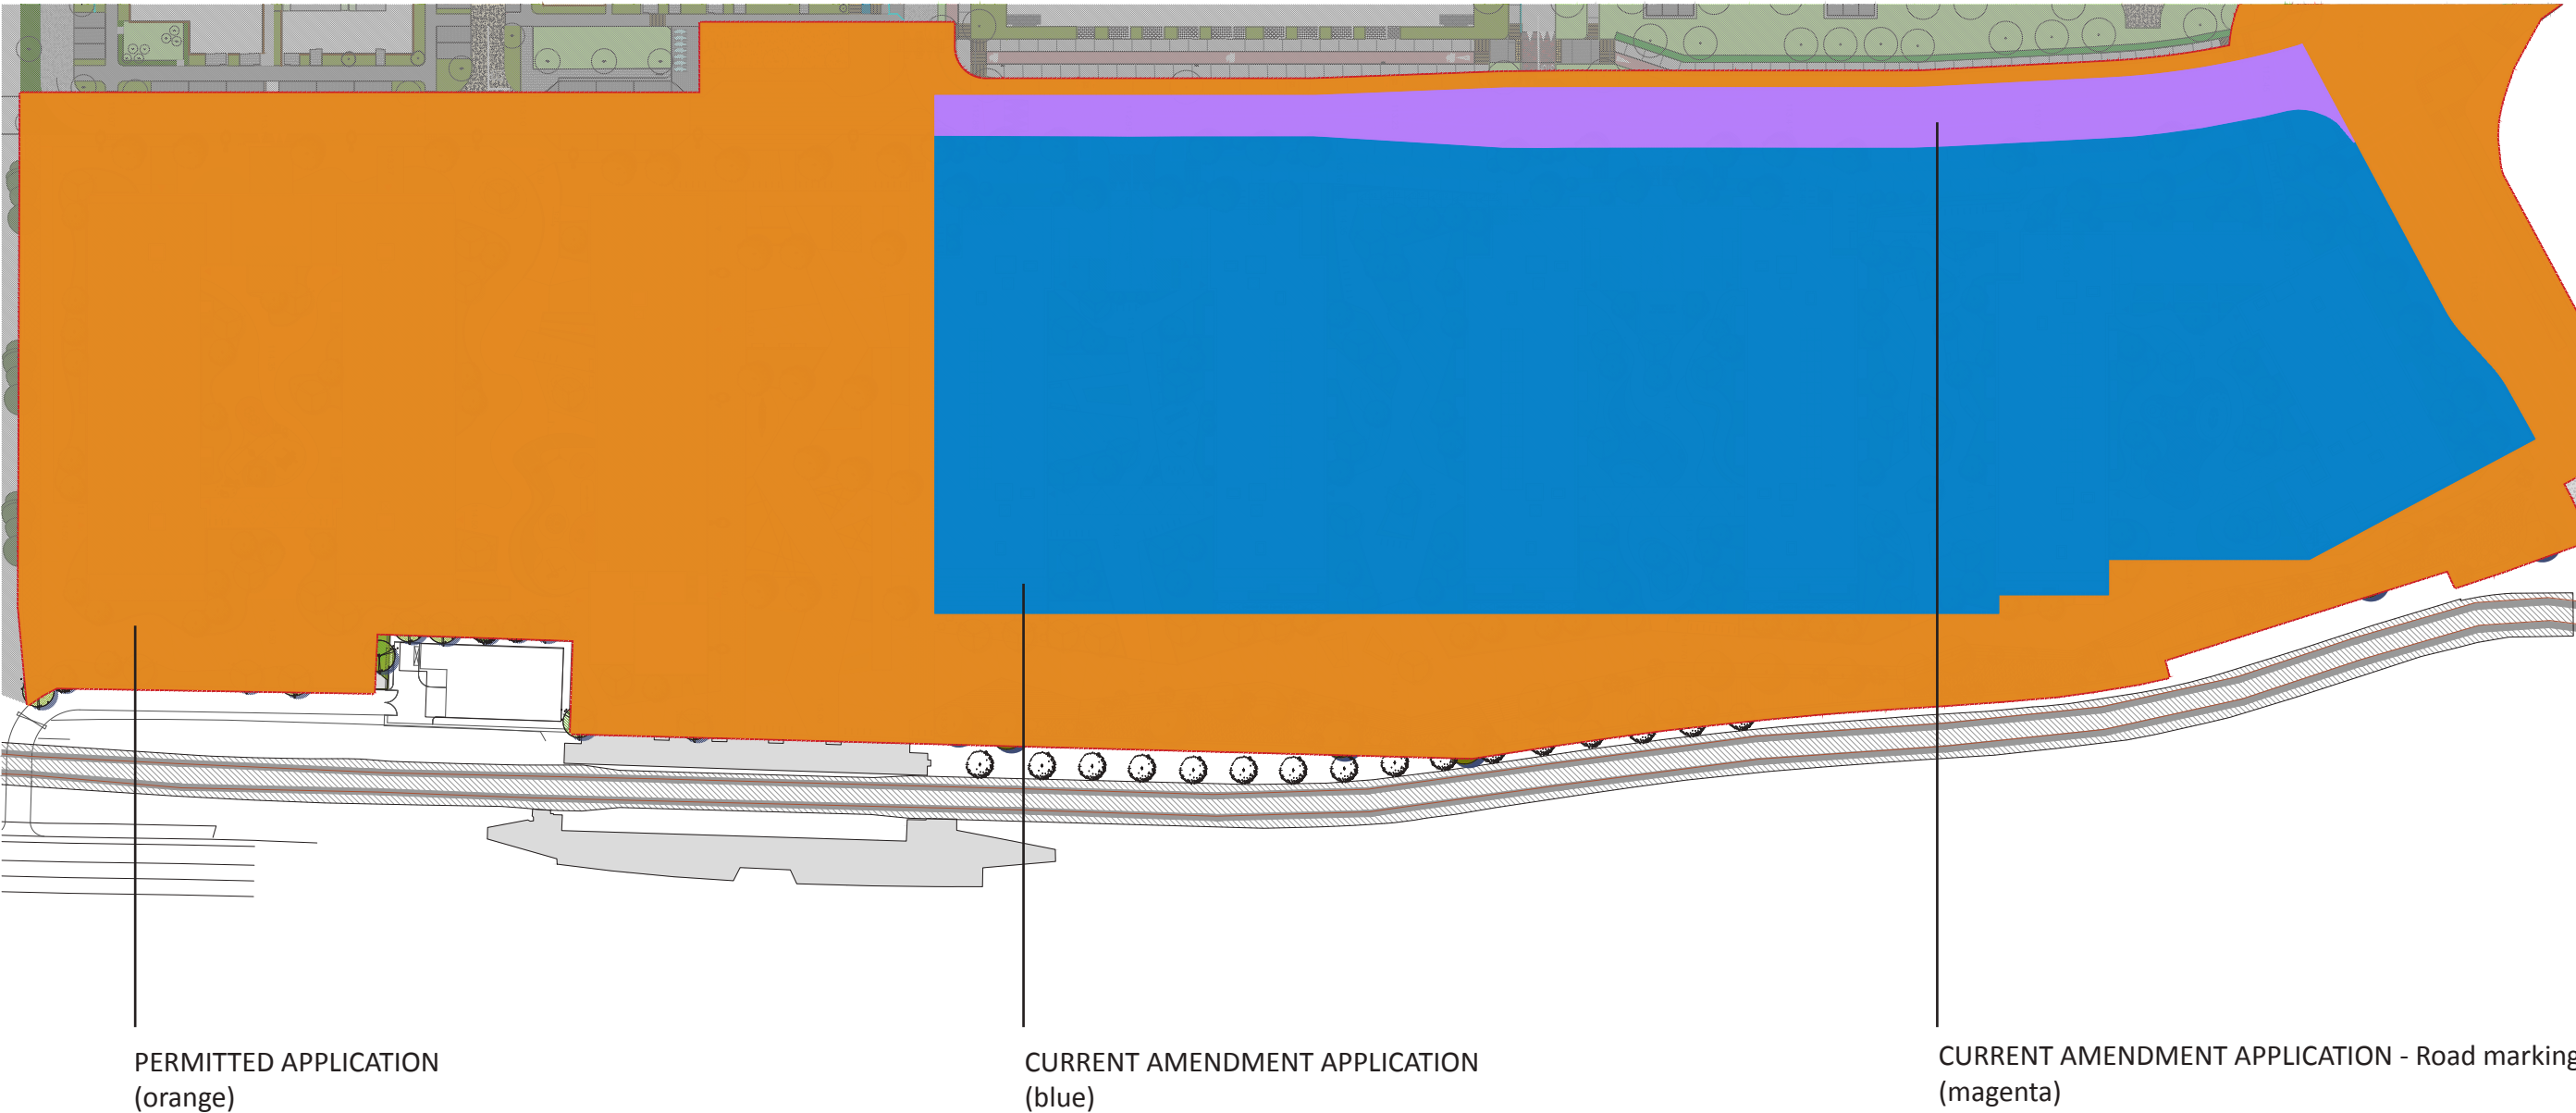 PERMITTED APPLICATION
(orange)
CURRENT AMENDMENT APPLICATION
(blue)
CURRENT AMENDMENT APPLICATION - Road marking
(magenta)